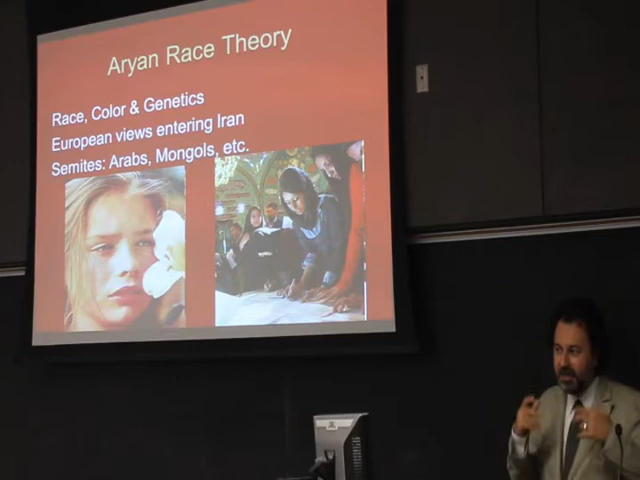 Aryan Race Theory
Race, Color & Genetics
European views entering Iran
Semites: Arabs, Mongols, etc.